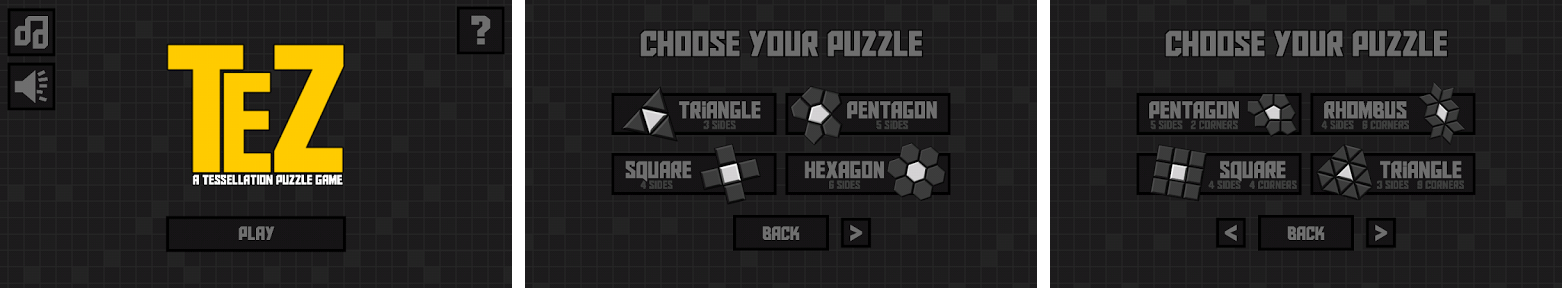 ?
TEZ
A TESSELLATION PUZZLE GAME
PLAY
CHOOSE YOUR PUZZLE
TRIANGLE
3 SIDES
PENTAGON
5 SIDES
SQUARE
4 SIDES
HEXAGON
6 SIDES
BACK >
CHOOSE YOUR PUZZLE
PENTAGON
5 SIDES 2 CORNERS
RHOMBUS
4 SIDES 6 CORNERS
SQUARE
4 SIDES 4 CORNERS
TRIANGLE
3 SIDES 9 CORNERS
< BACK >